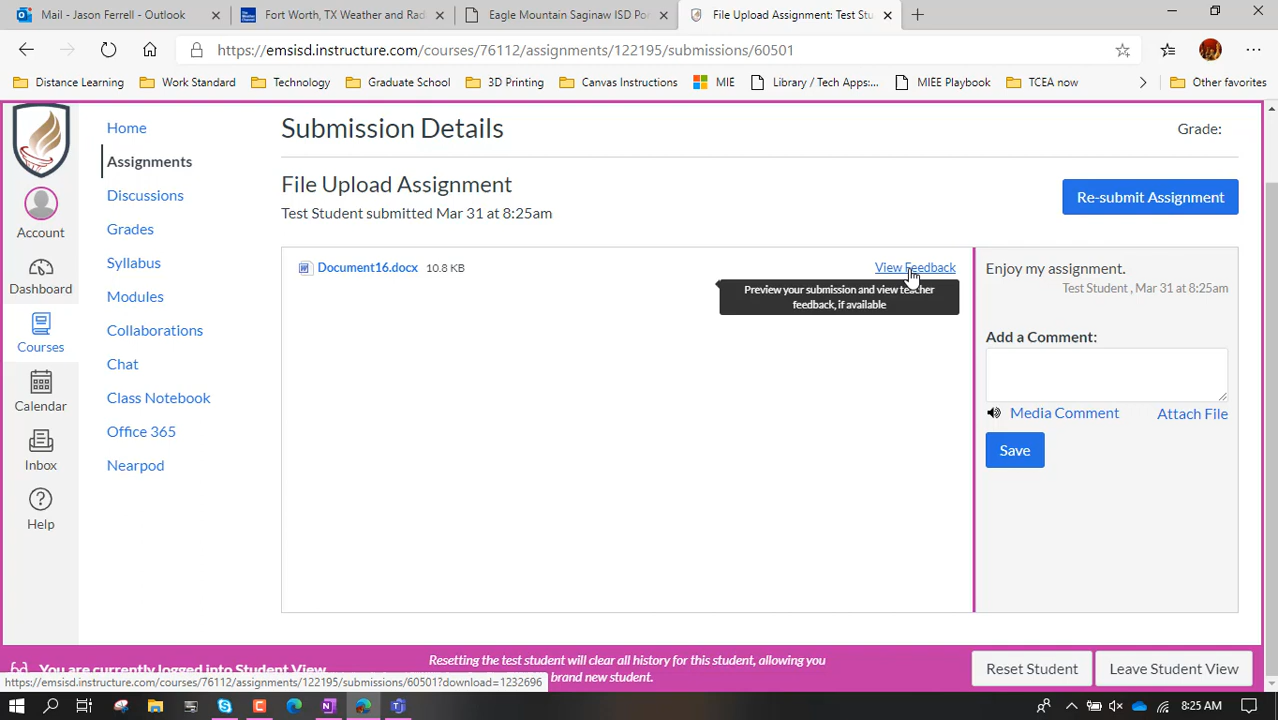 Mail - Jason Ferrell - Outlook
Fort Worth, TX Weather and Rad
Eagle Mountain Saginaw ISD Port
File Upload Assignment: Test Stu
https://emsisd.instructure.com/courses/76112/assignments/122195/submissions/60501
Distance Learning
Work Standard
Technology
Graduate School
3D Printing
Canvas Instructions
MIE
Library / Tech Apps:...
MIEE Playbook
TCEA now
Other favorites
Home
Submission Details
Grade:
Assignments
File Upload Assignment
Re-submit Assignment
Discussions
Test Student submitted Mar 31 at 8:25am
Account
Grades
Syllabus
Document16.docx 10.8 KB
View Feedback
Enjoy my assignment.
Test Student , Mar 31 at 8:25am
Dashboard
Modules
Preview your submission and view teacher
feedback, if available
Collaborations
Add a Comment:
Courses
Chat
Calendar
Class Notebook
Media Comment
Attach File
Office 365
Save
Inbox
Nearpod
Help
You are currently logged into Student View
Resetting the test student will clear all history for this student, allowing you
brand new student.
Reset Student
Leave Student View
https://emsisd.instructure.com/courses/76112/assignments/122195/submissions/60501?download=1232696
8:25 AM